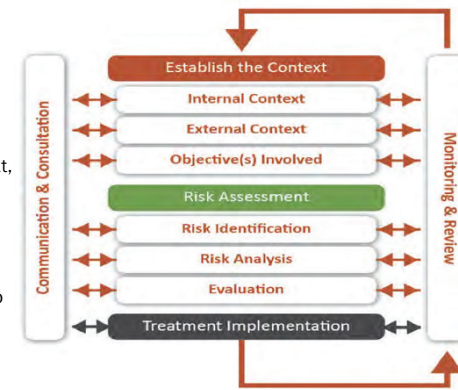 Establish the Context
Internal Context
External Context
Objective(s) Involved
Risk Assessment
Risk Identification
Risk Analysis
Evaluation
Treatment Implementation
Communication & Consultation
Monitoring & Review